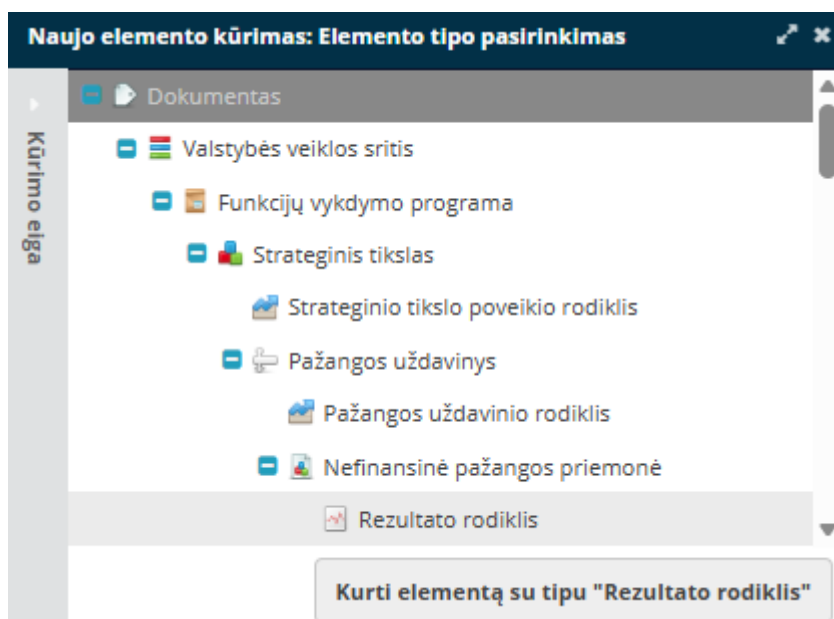 Naujo elemento kūrimas: Elemento tipo pasirinkimas
Kūrimo eiga
Dokumentas
Valstybės veiklos sritis
Funkcijų vykdymo programa
Strateginis tikslas
Strateginio tikslo poveikio rodiklis
Pažangos uždavinys
Pažangos uždavinio rodiklis
Nefinansinė pažangos priemonė
Rezultato rodiklis
Kurti elementą su tipu "Rezultato rodiklis"